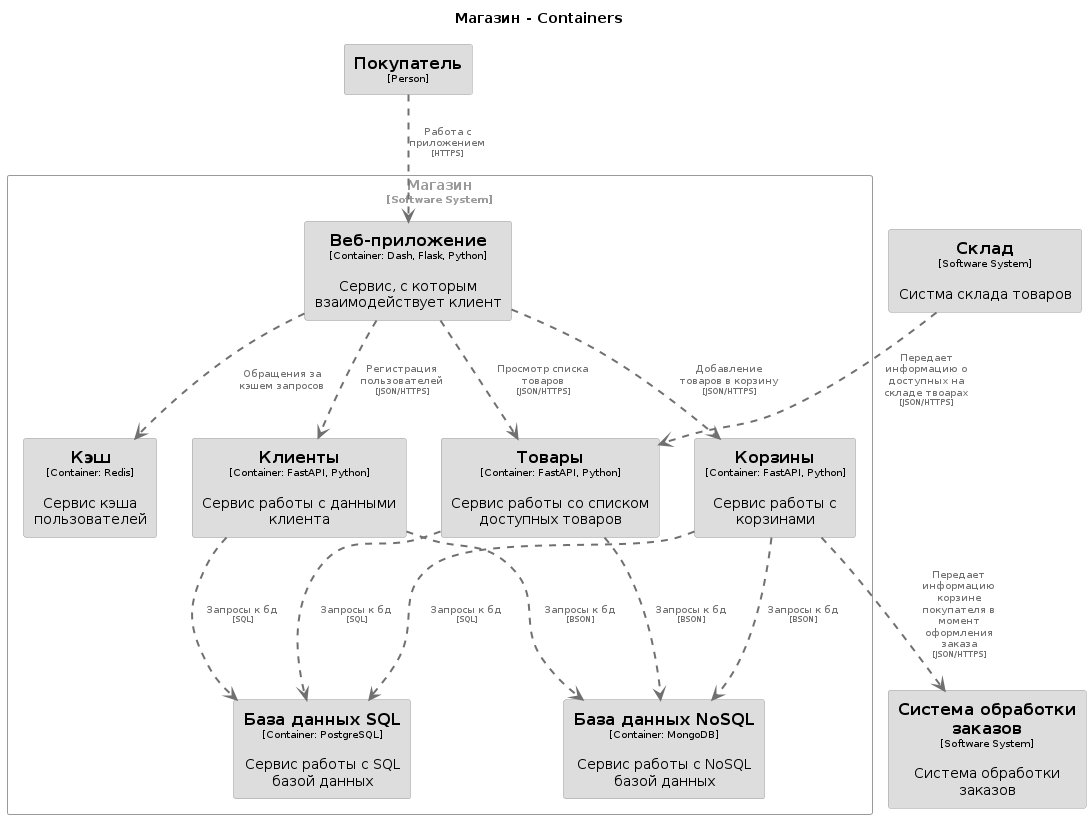 Магазин - Containers
Покупатель
[Person]
Работа с
приложением
[HTTPS]
Магазин
[Software System]
Веб-приложение
[Container: Dash, Flask, Python]
Сервис, с которым
взаимодействует клиент
Склад
[Software System]
Систма склада товаров
Обращения за
кэшем запросов
Регистрация
пользователей
[JSON/HTTPS]
Просмотр списка
товаров
[JSON/HTTPS]
Добавление
товаров в корзину
[JSON/HTTPS]
Передает
информацию о
доступных на
складе твоарах
[JSON/HTTPS]
Кэш
[Container: Redis]
Сервис кэша
пользователей
Клиенты
[Container: FastAPI, Python]
Сервис работы с данными
клиента
Товары
[Container: FastAPI, Python]
Сервис работы со списком
доступных товаров
Корзины
[Container: FastAPI, Python]
Сервис работы с
корзинами
Запросы к бд
[SQL]
Запросы к бд
[SQL]
Запросы к бд
[SQL]
Запросы к бд
[BSON]
Запросы к бд
[BSON]
Запросы к бд
[BSON]
Передает
информацию
корзине
покупателя в
момент
оформления
заказа
[JSON/HTTPS]
База данных SQL
[Container: PostgreSQL]
Сервис работы с SQL
базой данных
База данных NoSQL
[Container: MongoDB]
Сервис работы с NoSQL
базой данных
Система обработки
заказов
[Software System]
Система обработки
заказов